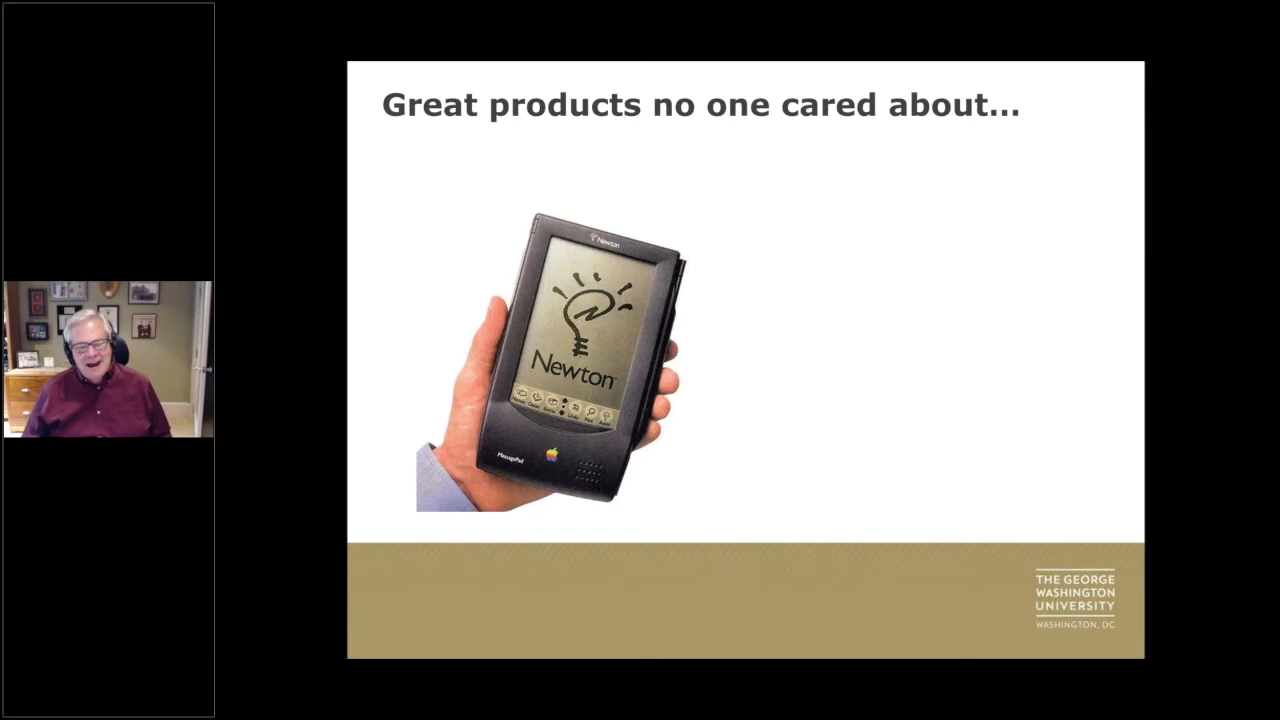 Great products no one cared about...
Newton
Newton
MessagePad
THE GEORGE
WASHINGTON
UNIVERSITY
WASHINGTON, DC